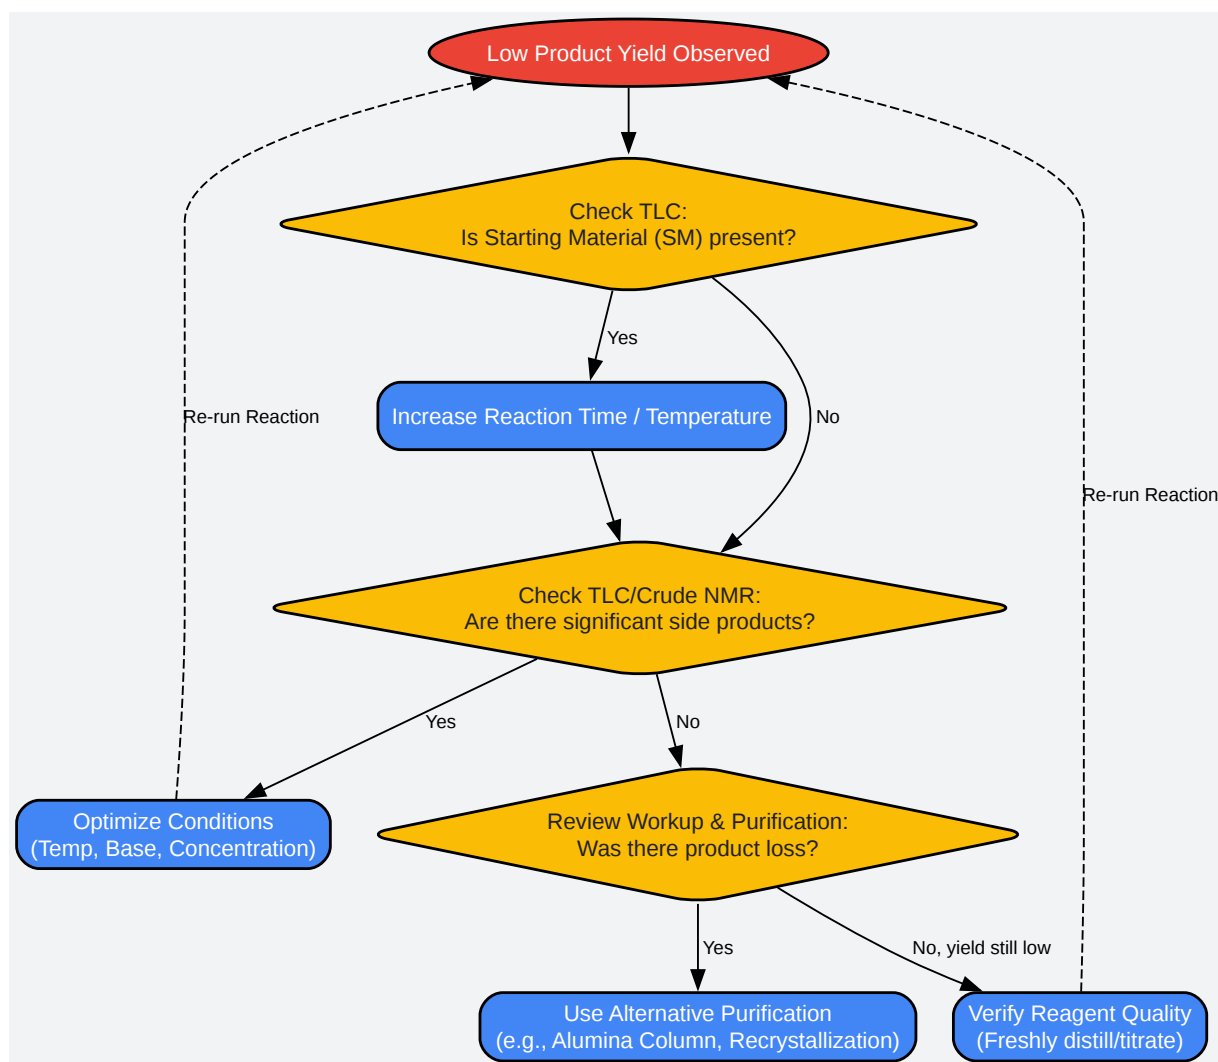 Low Product Yield Observed
Check TLC:
Is Starting Material (SM) present?
Yes
Increase Reaction Time / Temperature
No
Re-run Reaction
Re-run Reaction
Check TLC/Crude NMR:
Are there significant side products?
Yes
No
Optimize Conditions
(Temp, Base, Concentration)
Review Workup & Purification:
Was there product loss?
Yes
No, yield still low
Use Alternative Purification
(e.g., Alumina Column, Recrystallization)
Verify Reagent Quality
(Freshly distill/titrate)